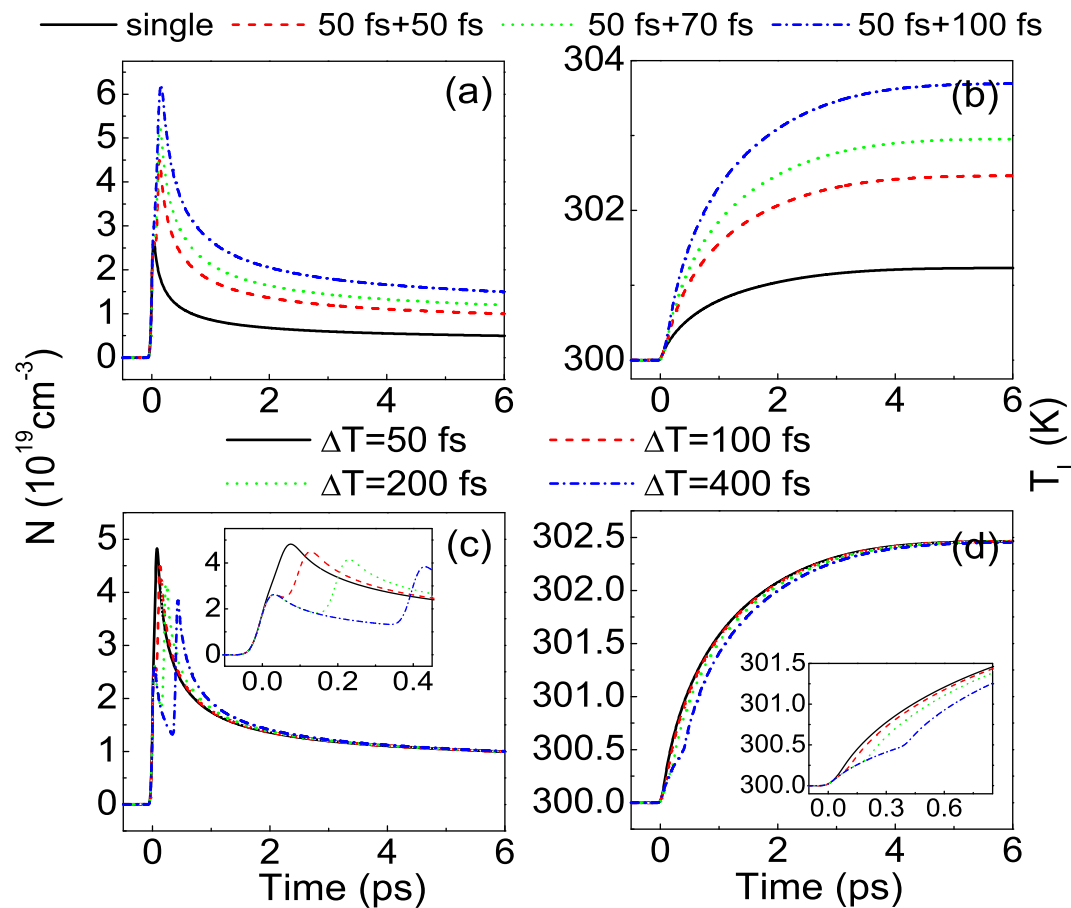 single 50 fs+50 fs 50 fs+70 fs 50 fs+100 fs
(a)
6
5
4
3
2
1
0
0 2 4 6
(b)
304
302
300
0 2 4 6
N (10^19 cm^-3)
T_L (K)
ΔT=50 fs ΔT=100 fs
ΔT=200 fs ΔT=400 fs
(c)
5
4
3
2
1
0
0 2 4 6
Time (ps)
4
2
0
0.0 0.2 0.4
(d)
302.5
302.0
301.5
301.0
300.5
300.0
0 2 4 6
Time (ps)
301.5
301.0
300.5
300.0
0.0 0.3 0.6